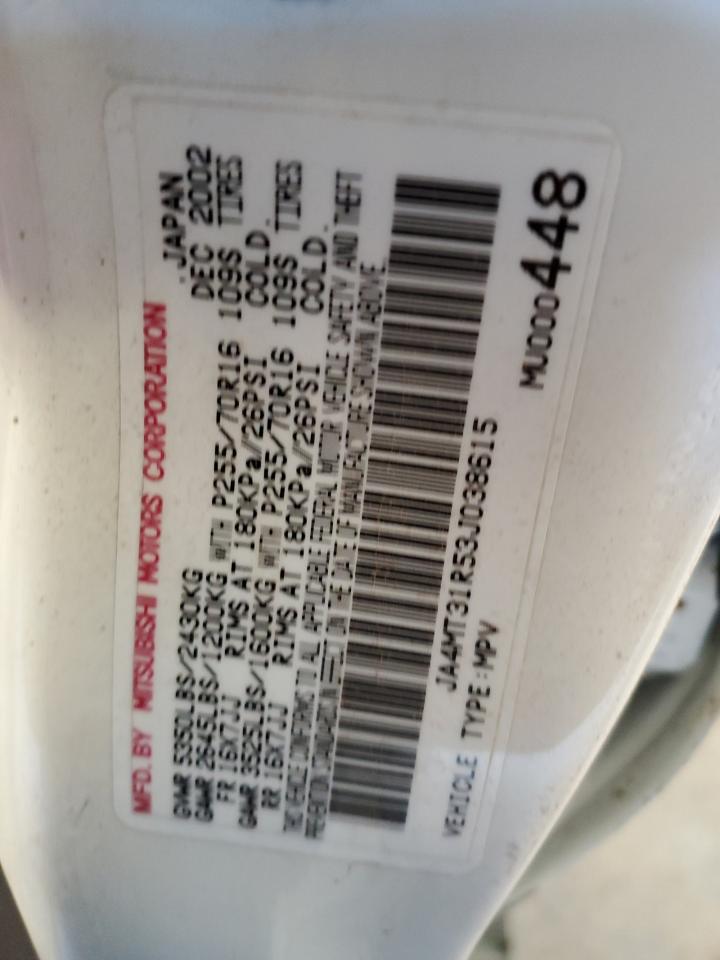 MFD. BY MITSUBISHI MOTORS CORPORATION JAPAN
GVWR 5350LBS/2430KG DEC 2002
GAWR 2645LBS/1200KG WITH P255/70R16 109S TIRES
FR 16X7JJ RIMS AT 180KPa//26PSI COLD.
GAWR 3525LBS/1600KG WITH P255/70R16 109S TIRES
RR 16X7JJ RIMS AT 180KPa//26PSI COLD.
THIS VEHICLE CONFORMS TO ALL APPLICABLE FEDERAL MOTOR VEHICLE SAFETY AND THEFT
PREVENTION STANDARDS IN EFFECT ON THE DATE OF MANUFACTURE SHOWN ABOVE.
JA4MT31R53J038615
VEHICLE TYPE:MPV MU000448